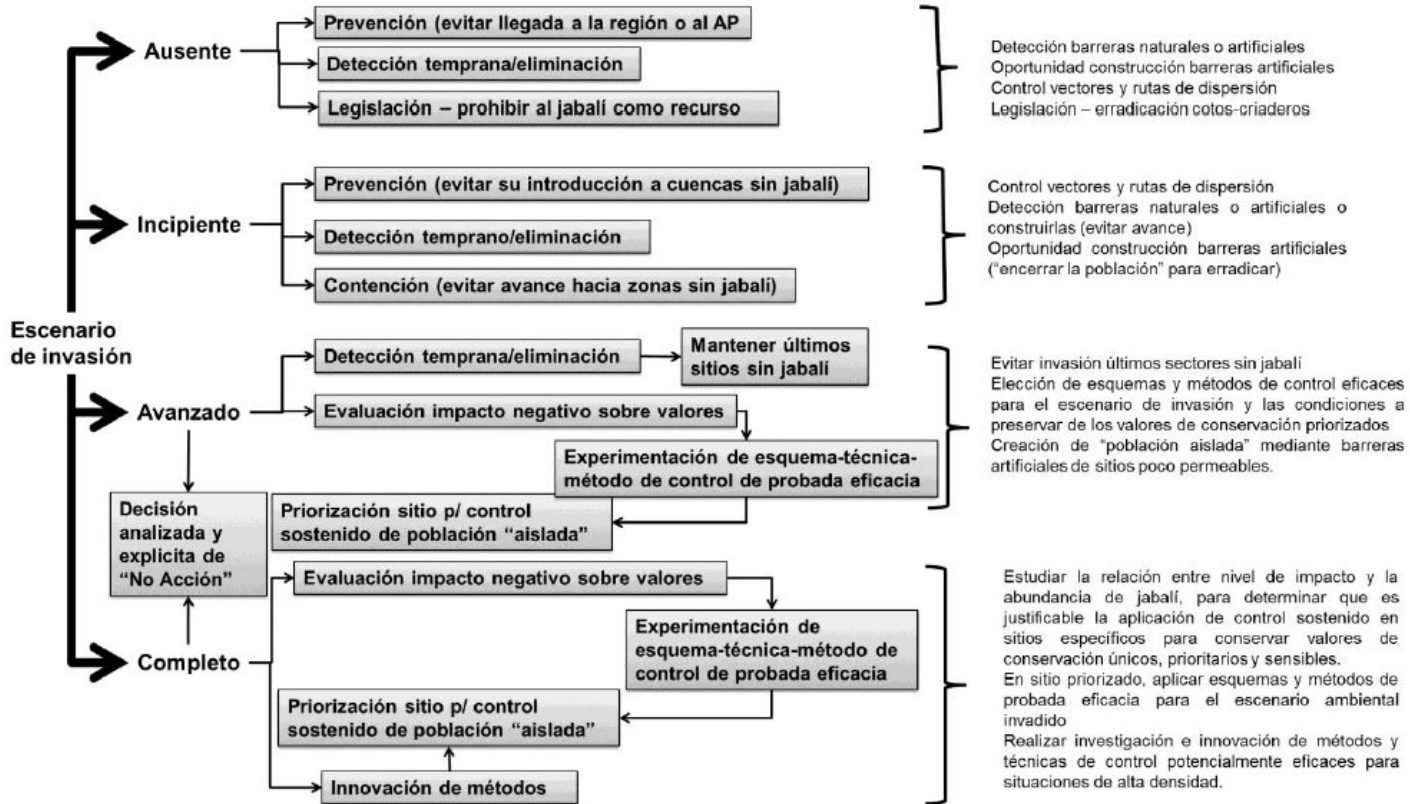 Escenario
de invasión
Ausente
Prevención (evitar llegada a la región o al AP
Detección temprana/eliminación
Legislación – prohibir al jabalí como recurso
Detección barreras naturales o artificiales
Oportunidad construcción barreras artificiales
Control vectores y rutas de dispersión
Legislación – erradicación cotos-criaderos
Incipiente
Prevención (evitar su introducción a cuencas sin jabalí)
Detección temprano/eliminación
Contención (evitar avance hacia zonas sin jabalí)
Control vectores y rutas de dispersión
Detección barreras naturales o artificiales o
construirlas (evitar avance)
Oportunidad construcción barreras artificiales
("encerrar la población" para erradicar)
Avanzado
Detección temprana/eliminación
Mantener últimos
sitios sin jabalí
Evaluación impacto negativo sobre valores
Experimentación de esquema-técnica-
método de control de probada eficacia
Priorización sitio p/ control
sostenido de población “aislada”
Evitar invasión últimos sectores sin jabalí
Elección de esquemas y métodos de control eficaces
para el escenario de invasión y las condiciones a
preservar de los valores de conservación priorizados
Creación de “población aislada” mediante barreras
artificiales de sitios poco permeables.
Decisión
analizada y
explicita de
“No Acción”
Completo
Evaluación impacto negativo sobre valores
Experimentación de
esquema-técnica-método de
control de probada eficacia
Priorización sitio p/ control
sostenido de población “aislada”
Innovación de métodos
Estudiar la relación entre nivel de impacto y la
abundancia de jabalí, para determinar que es
justificable la aplicación de control sostenido en
sitios específicos para conservar valores de
conservación únicos, prioritarios y sensibles.
En sitio priorizado, aplicar esquemas y métodos de
probada eficacia para el escenario ambiental
invadido
Realizar investigación e innovación de métodos y
técnicas de control potencialmente eficaces para
situaciones de alta densidad.